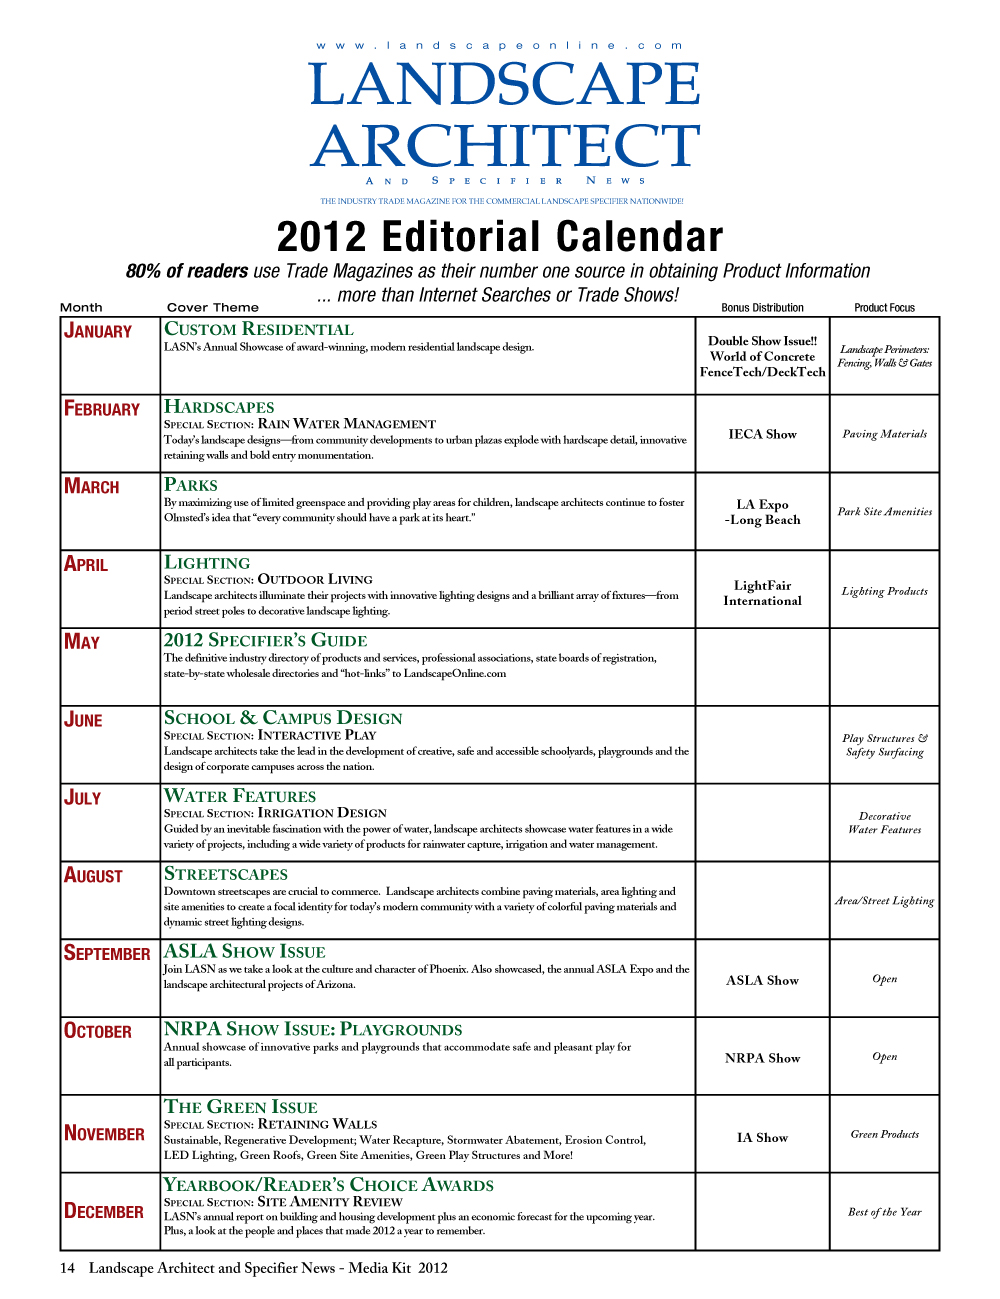 www.landscapeonline.com
LANDSCAPE
ARCHITECT
AND SPECIFIER NEWS
THE INDUSTRY TRADE MAGAZINE FOR THE COMMERCIAL LANDSCAPE SPECIFIER NATIONWIDE!
2012 Editorial Calendar
80% of readers use Trade Magazines as their number one source in obtaining Product Information
... more than Internet Searches or Trade Shows!
Month Cover Theme Bonus Distribution Product Focus
JANUARY
CUSTOM RESIDENTIAL
LASN's Annual Showcase of award-winning, modern residential landscape design.
Double Show Issue!!
World of Concrete
FenceTech/DeckTech
Landscape Perimeters:
Fencing, Walls & Gates
FEBRUARY
HARDSCAPES
SPECIAL SECTION: RAIN WATER MANAGEMENT
Today's landscape designs—from community developments to urban plazas explode with hardscape detail, innovative
retaining walls and bold entry monumentation.
IECA Show
Paving Materials
MARCH
PARKS
By maximizing use of limited greenspace and providing play areas for children, landscape architects continue to foster
Olmsted's idea that “every community should have a park at its heart.”
LA Expo
-Long Beach
Park Site Amenities
APRIL
LIGHTING
SPECIAL SECTION: OUTDOOR LIVING
Landscape architects illuminate their projects with innovative lighting designs and a brilliant array of fixtures—from
period street poles to decorative landscape lighting.
LightFair
International
Lighting Products
MAY
2012 SPECIFIER'S GUIDE
The definitive industry directory of products and services, professional associations, state boards of registration,
state-by-state wholesale directories and “hot-links” to LandscapeOnline.com
JUNE
SCHOOL & CAMPUS DESIGN
SPECIAL SECTION: INTERACTIVE PLAY
Landscape architects take the lead in the development of creative, safe and accessible schoolyards, playgrounds and the
design of corporate campuses across the nation.
Play Structures &
Safety Surfacing
JULY
WATER FEATURES
SPECIAL SECTION: IRRIGATION DESIGN
Guided by an inevitable fascination with the power of water, landscape architects showcase water features in a wide
variety of projects, including a wide variety of products for rainwater capture, irrigation and water management.
Decorative
Water Features
AUGUST
STREETSCAPES
Downtown streetscapes are crucial to commerce. Landscape architects combine paving materials, area lighting and
site amenities to create a focal identity for today's modern community with a variety of colorful paving materials and
dynamic street lighting designs.
Area/Street Lighting
SEPTEMBER
ASLA SHOW ISSUE
Join LASN as we take a look at the culture and character of Phoenix. Also showcased, the annual ASLA Expo and the
landscape architectural projects of Arizona.
ASLA Show
Open
OCTOBER
NRPA SHOW ISSUE: PLAYGROUNDS
Annual showcase of innovative parks and playgrounds that accommodate safe and pleasant play for
all participants.
NRPA Show
Open
NOVEMBER
THE GREEN ISSUE
SPECIAL SECTION: RETAINING WALLS
Sustainable, Regenerative Development; Water Recapture, Stormwater Abatement, Erosion Control,
LED Lighting, Green Roofs, Green Site Amenities, Green Play Structures and More!
IA Show
Green Products
DECEMBER
YEARBOOK/READER'S CHOICE AWARDS
SPECIAL SECTION: SITE AMENITY REVIEW
LASN's annual report on building and housing development plus an economic forecast for the upcoming year.
Plus, a look at the people and places that made 2012 a year to remember.
Best of the Year
14 Landscape Architect and Specifier News - Media Kit 2012